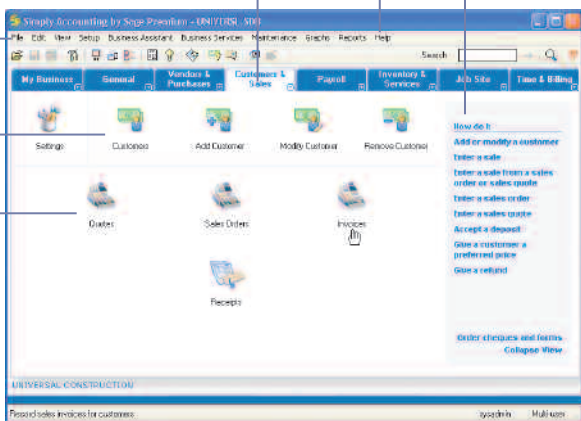 Simply Accounting by Sage Premium - UNIVERSL.SDB
File Edit View Setup Business Assistant Business Services Maintenance Graphs Reports Help
Search
My Business
General
Vendors &
Purchases
Customers &
Sales
Payroll
Inventory &
Services
Job Site
Time & Billing
Settings
Customers
Add Customer
Modify Customer
Remove Customer
Quotes
Sales Orders
Invoices
Receipts
How do I:
Add or modify a customer
Enter a sale
Enter a sale from a sales
order or sales quote
Enter a sales order
Enter a sales quote
Accept a deposit
Give a customer a
preferred price
Give a refund
Order cheques and forms
Collapse View
UNIVERSAL CONSTRUCTION
Record sales invoices for customers
sysadmin
Multi-user